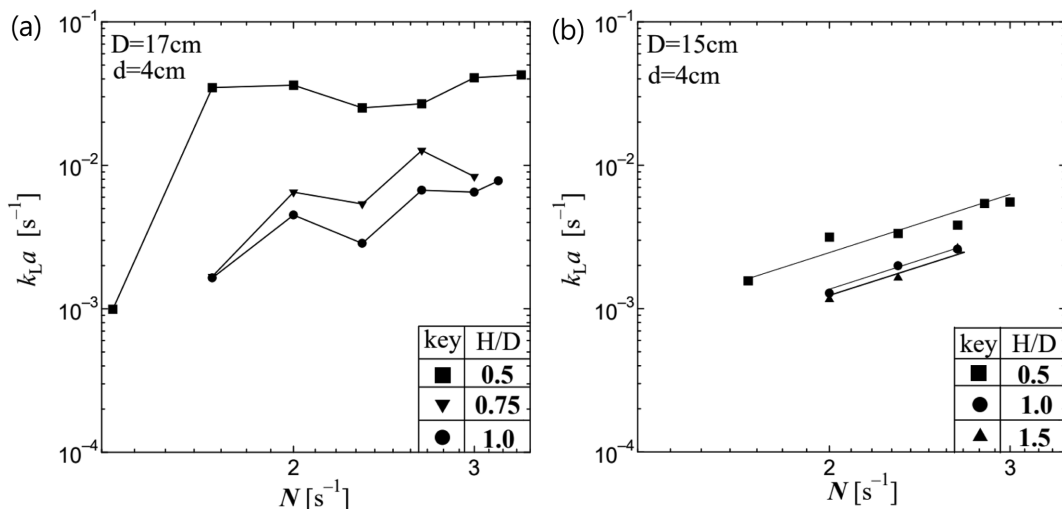 (a)
D=17cm
d=4cm
10⁻¹
10⁻²
10⁻³
10⁻⁴
k_L a [s⁻¹]
2
3
N [s⁻¹]
key H/D
0.5
0.75
1.0
(b)
D=15cm
d=4cm
10⁻¹
10⁻²
10⁻³
10⁻⁴
k_L a [s⁻¹]
2
3
N [s⁻¹]
key H/D
0.5
1.0
1.5